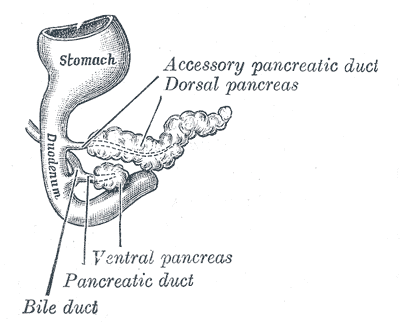 Stomach
Accessory pancreatic duct
Dorsal pancreas
Duodenum
Ventral pancreas
Pancreatic duct
Bile duct